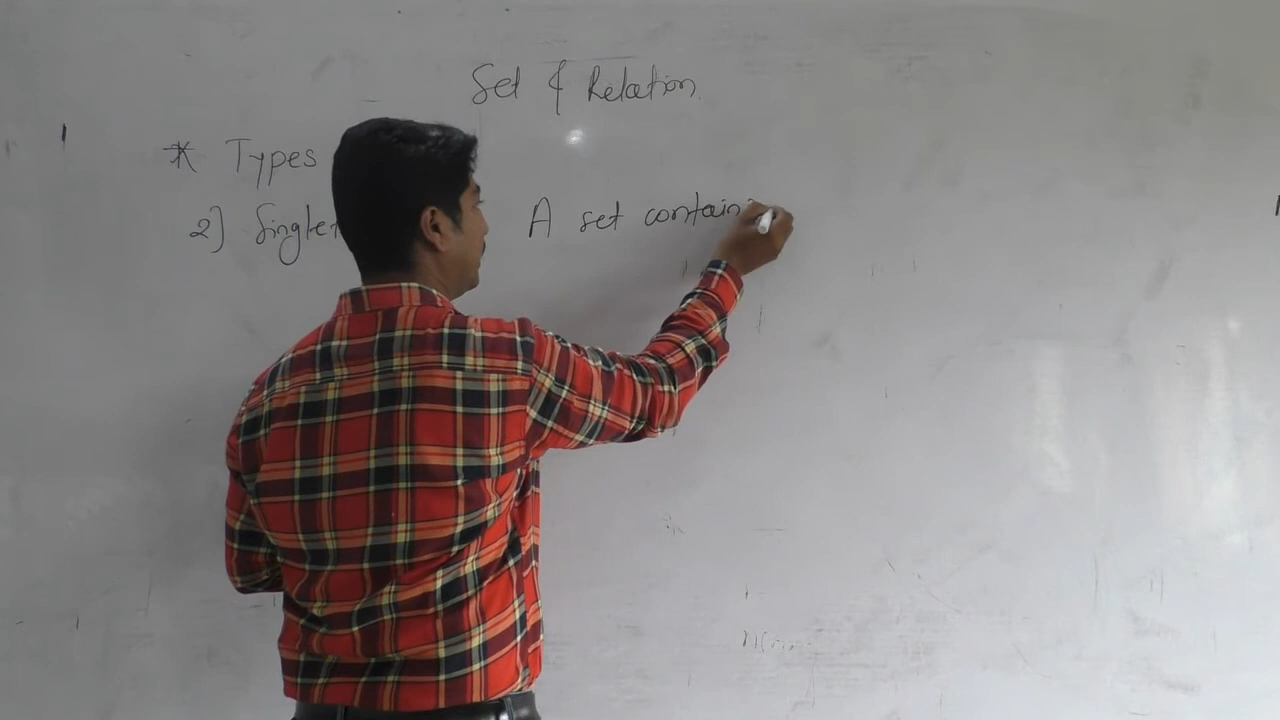 Set & Relation.
* Types
2) Singlet A set contain